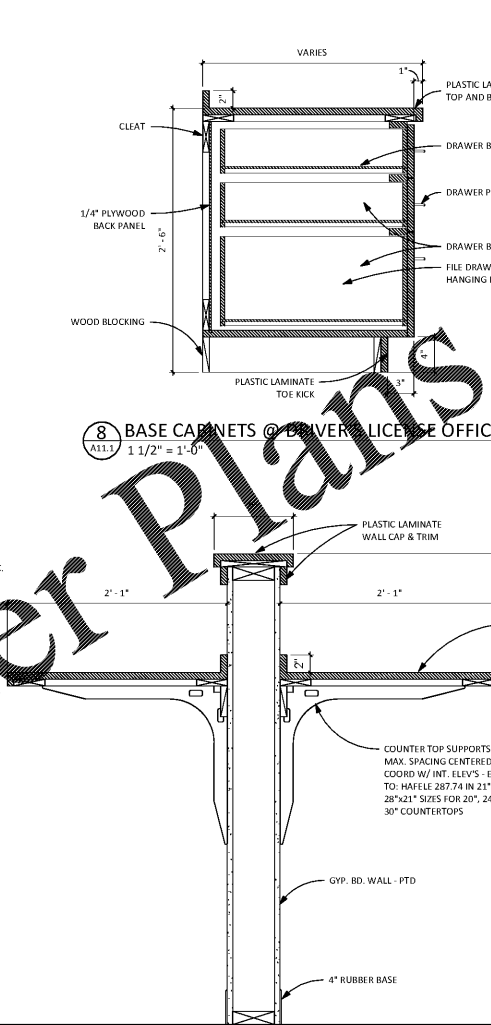 VARIES
1"
PLASTIC LA
TOP AND B
2"
CLEAT
DRAWER B
DRAWER P
1/4" PLYWOOD
BACK PANEL
2' - 6"
DRAWER B
FILE DRAW
HANGING
WOOD BLOCKING
4"
PLASTIC LAMINATE
TOE KICK
3"
8 BASE CABINETS @ DRIVER'S LICENSE OFFIC
A11.1 1 1/2" = 1'-0"
er Plans
PLASTIC LAMINATE
WALL CAP & TRIM
2' - 1"
2' - 1"
2"
COUNTER TOP SUPPORTS
MAX. SPACING CENTERED
COORD W/ INT. ELEV'S - E
TO: HAFELE 287.74 IN 21"
28"x21" SIZES FOR 20", 24
30" COUNTERTOPS
GYP. BD. WALL - PTD
4" RUBBER BASE